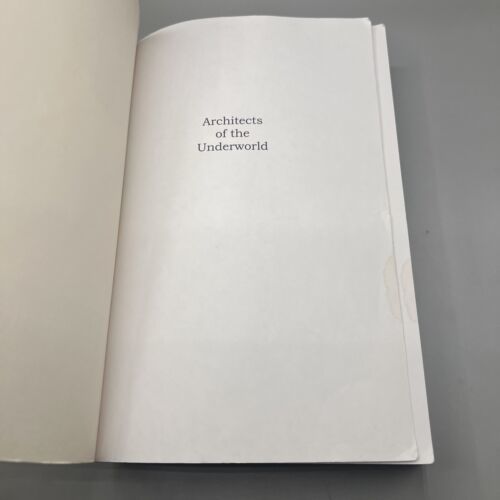 Architects
of the
Underworld